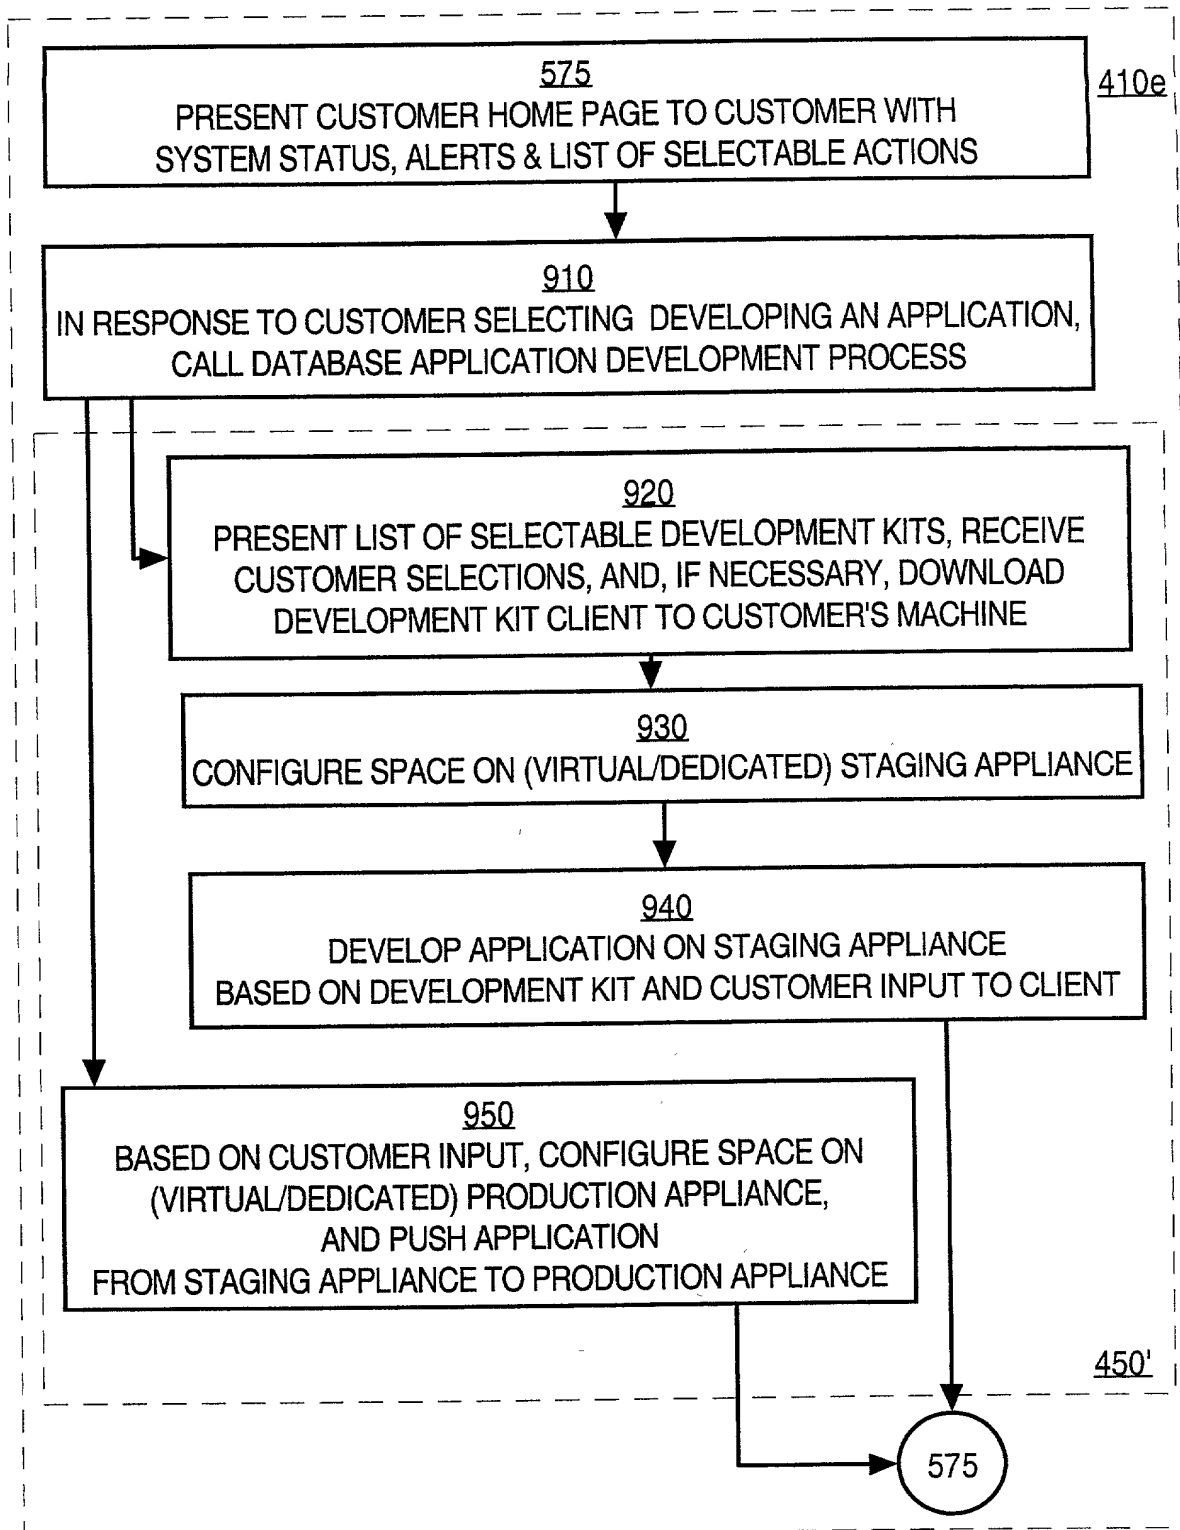 410e
575
PRESENT CUSTOMER HOME PAGE TO CUSTOMER WITH
SYSTEM STATUS, ALERTS & LIST OF SELECTABLE ACTIONS
910
IN RESPONSE TO CUSTOMER SELECTING DEVELOPING AN APPLICATION,
CALL DATABASE APPLICATION DEVELOPMENT PROCESS
920
PRESENT LIST OF SELECTABLE DEVELOPMENT KITS, RECEIVE
CUSTOMER SELECTIONS, AND, IF NECESSARY, DOWNLOAD
DEVELOPMENT KIT CLIENT TO CUSTOMER'S MACHINE
930
CONFIGURE SPACE ON (VIRTUAL/DEDICATED) STAGING APPLIANCE
940
DEVELOP APPLICATION ON STAGING APPLIANCE
BASED ON DEVELOPMENT KIT AND CUSTOMER INPUT TO CLIENT
950
BASED ON CUSTOMER INPUT, CONFIGURE SPACE ON
(VIRTUAL/DEDICATED) PRODUCTION APPLIANCE,
AND PUSH APPLICATION
FROM STAGING APPLIANCE TO PRODUCTION APPLIANCE
450'
575